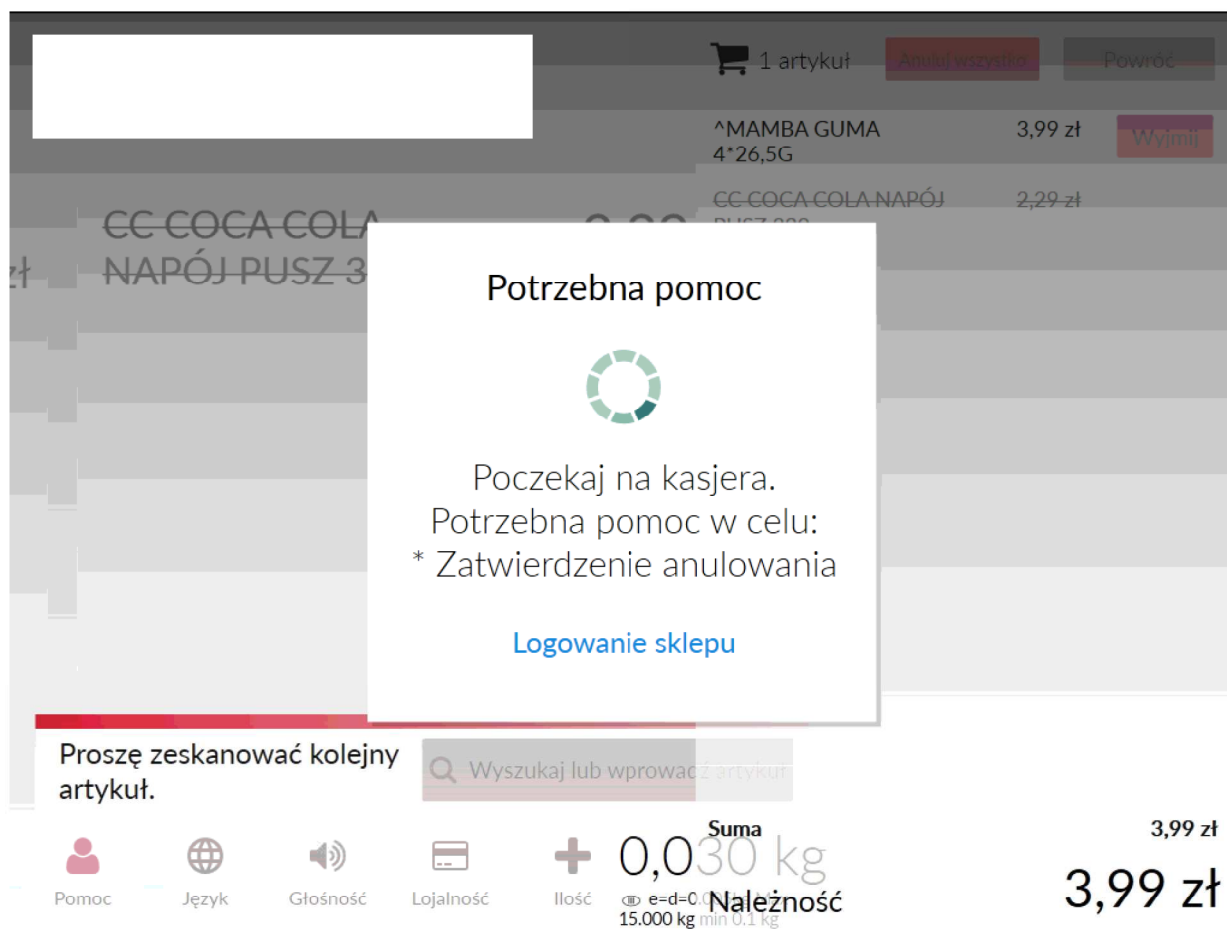 1 artykuł
Anuluj wszystko
Powróć
^MAMBA GUMA 3,99 zł Wyjmij
4*26,5G
CC COCA COLA NAPÓJ 2,29 zł
CC COCA COLA
zł NAPÓJ PUSZ 3
Potrzebna pomoc
Poczekaj na kasjera.
Potrzebna pomoc w celu:
* Zatwierdzenie anulowania
Logowanie sklepu
Proszę zeskanować kolejny
artykuł.
Wyszukaj lub wprowadź artykuł
Pomoc
Język
Głośność
Lojalność
Ilość
0,030 kg
e=d=0
15.000 kg min 0.1 kg
Suma 3,99 zł
Należność 3,99 zł